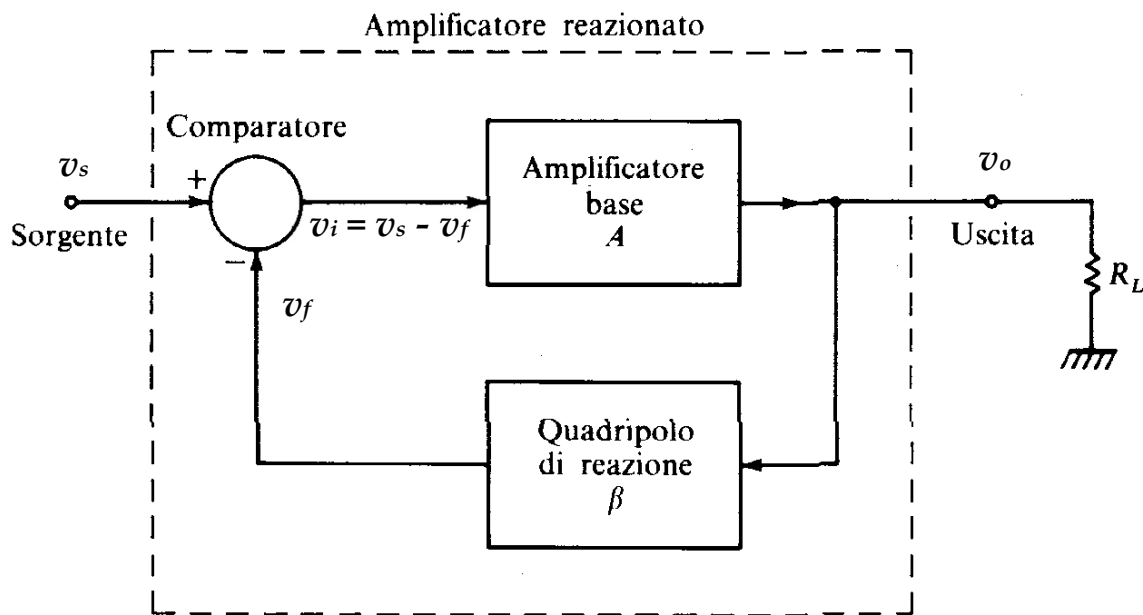 Amplificatore reazionato
Comparatore
v_s
+
Sorgente
v_i = v_s - v_f
−
v_f
Amplificatore
base
A
v_o
Uscita
R_L
Quadripolo
di reazione
β